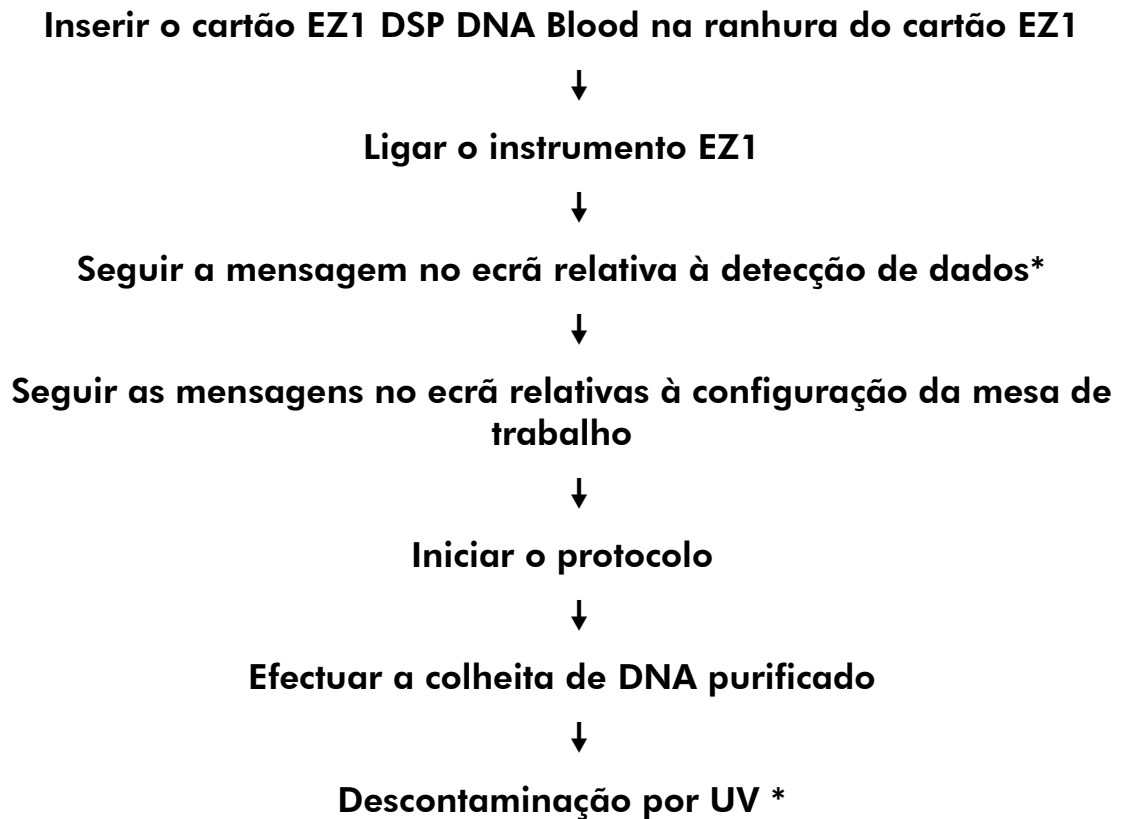 Inserir o cartão EZ1 DSP DNA Blood na ranhura do cartão EZ1
↓
Ligar o instrumento EZ1
↓
Seguir a mensagem no ecrã relativa à detecção de dados*
↓
Seguir as mensagens no ecrã relativas à configuração da mesa de
trabalho
↓
Iniciar o protocolo
↓
Efectuar a colheita de DNA purificado
↓
Descontaminação por UV *